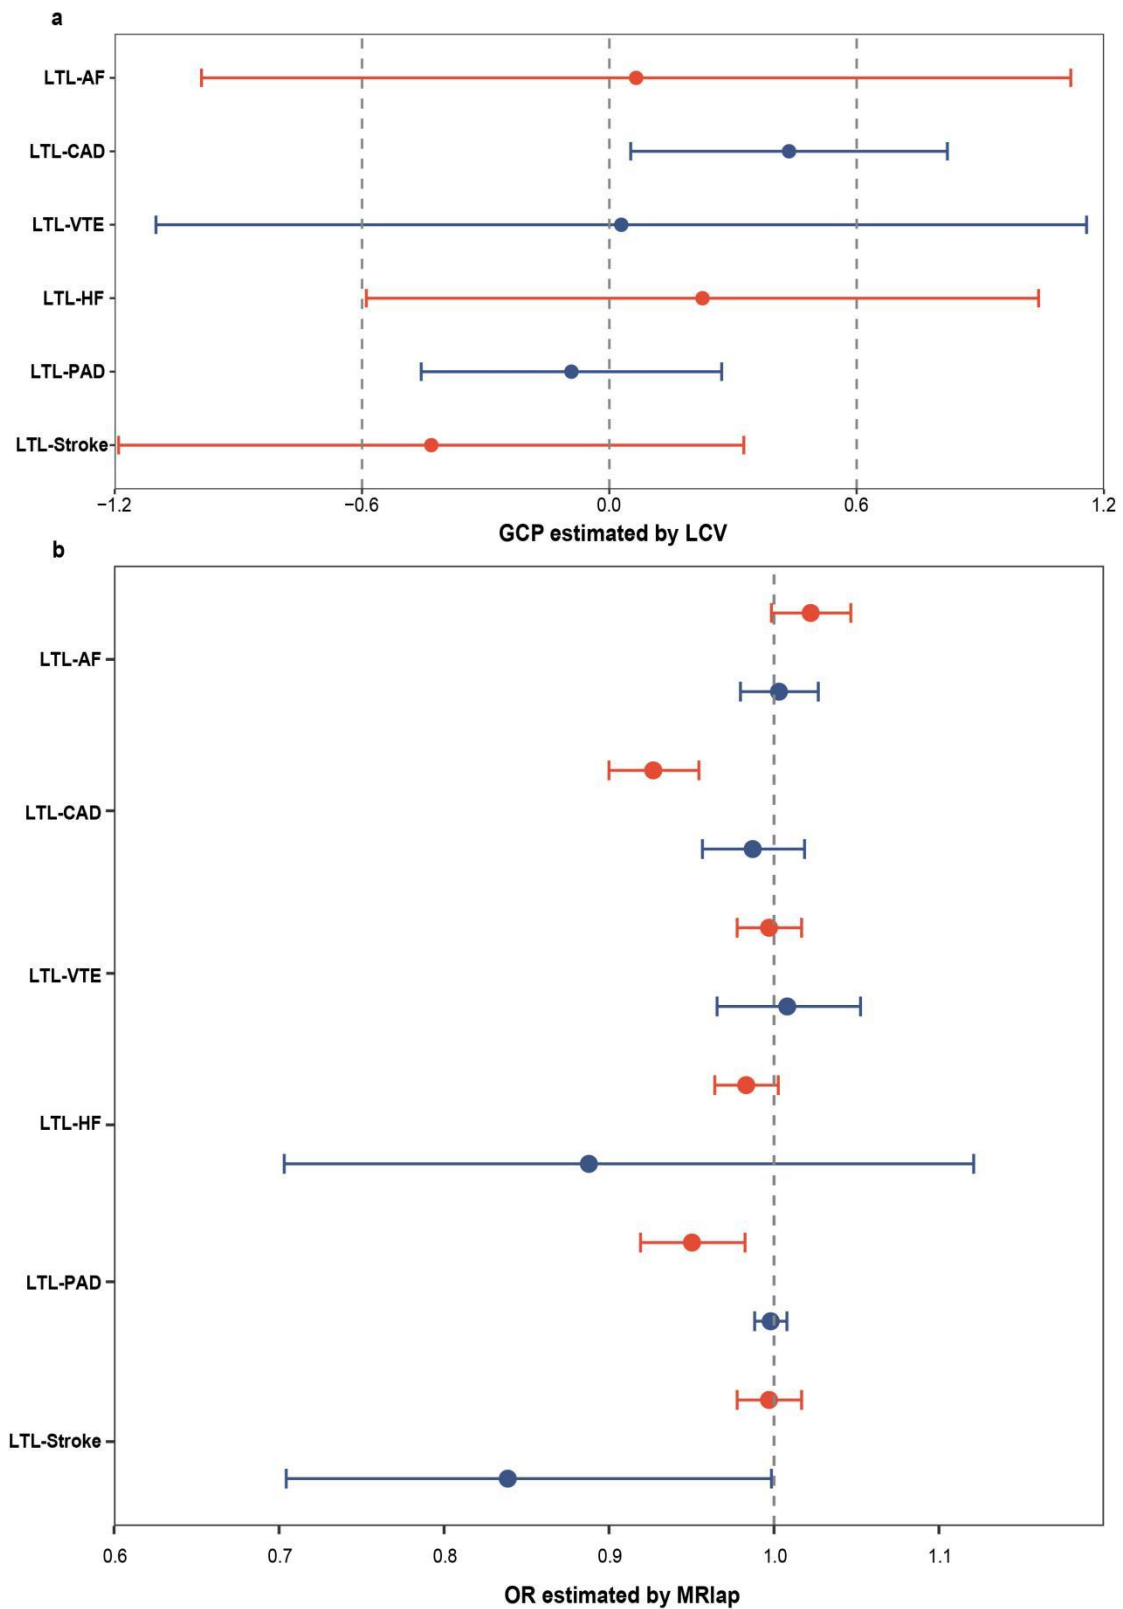 a
LTL-AF
LTL-CAD
LTL-VTE
LTL-HF
LTL-PAD
LTL-Stroke
−1.2 −0.6 0.0 0.6 1.2
GCP estimated by LCV
b
LTL-AF
LTL-CAD
LTL-VTE
LTL-HF
LTL-PAD
LTL-Stroke
0.6 0.7 0.8 0.9 1.0 1.1
OR estimated by MRlap